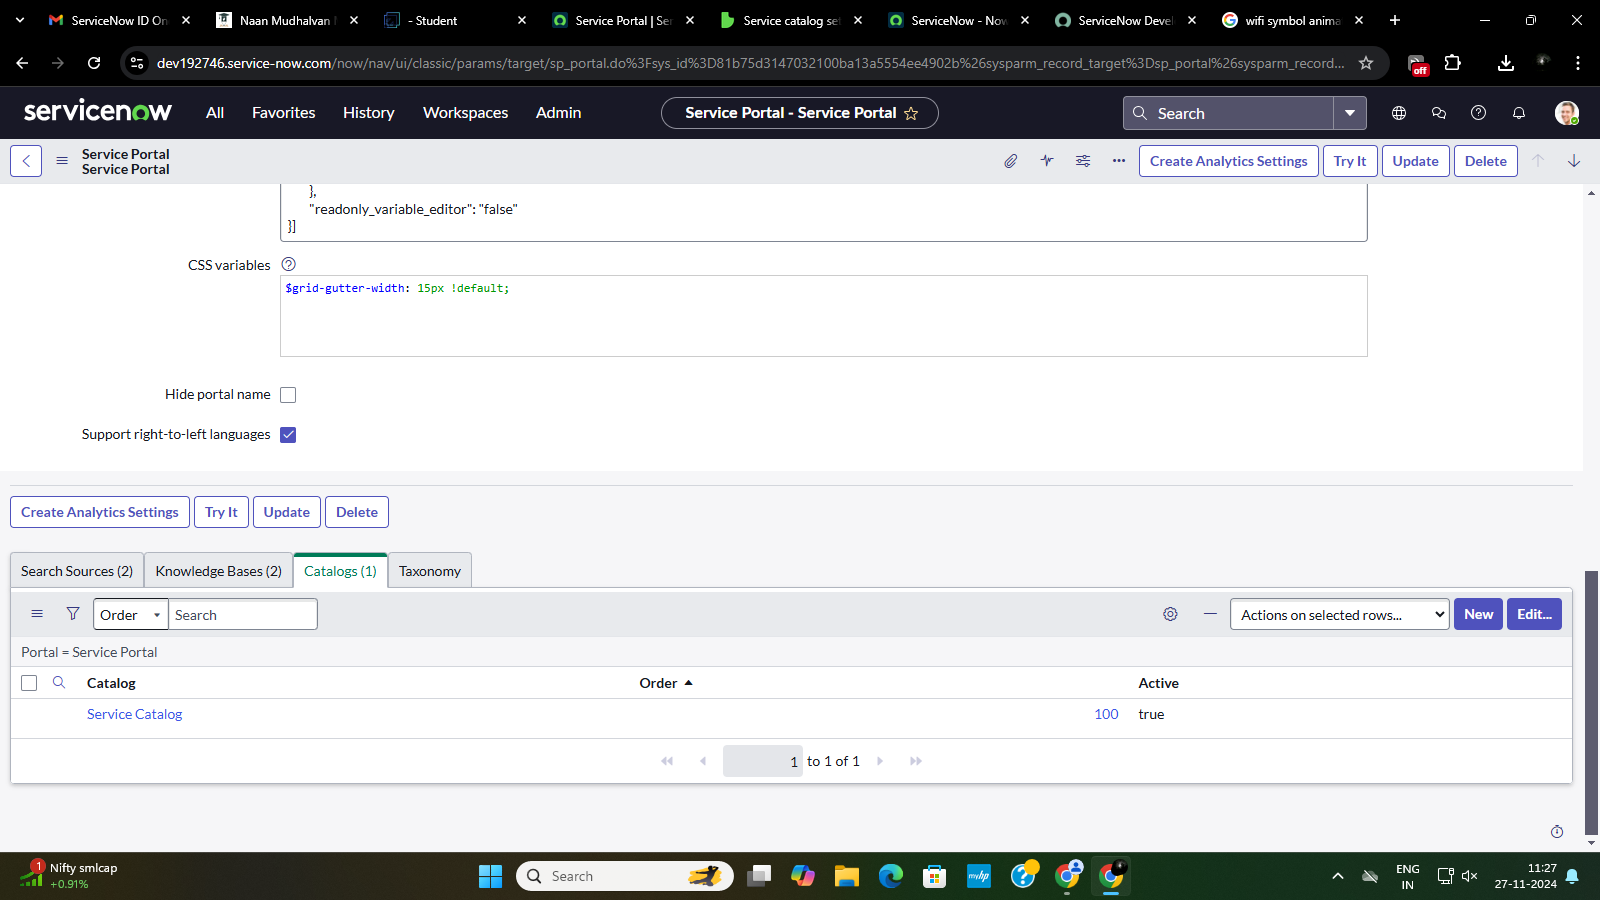 ServiceNow ID On
Naan Mudhalvan
- Student
Service Portal | Ser
Service catalog set
ServiceNow - Now
ServiceNow Deve
wifi symbol anima
dev192746.service-now.com/now/nav/ui/classic/params/target/sp_portal.do%3Fsys_id%3D81b75d3147032100ba13a5554ee4902b%26sysparm_record_target%3Dsp_portal%26sysparm_record...
off
servicenow
All
Favorites
History
Workspaces
Admin
Service Portal - Service Portal
Search
Service Portal
Service Portal
Create Analytics Settings
Try It
Update
Delete
},
"readonly_variable_editor": "false"
}]
CSS variables
$grid-gutter-width: 15px !default;
Hide portal name
Support right-to-left languages
Create Analytics Settings
Try It
Update
Delete
Search Sources (2)
Knowledge Bases (2)
Catalogs (1)
Taxonomy
Order
Search
Actions on selected rows...
New
Edit...
Portal = Service Portal
Catalog
Order
Active
Service Catalog
100
true
1
to 1 of 1
1
Nifty smlcap
+0.91%
Search
myhp
ENG
IN
11:27
27-11-2024